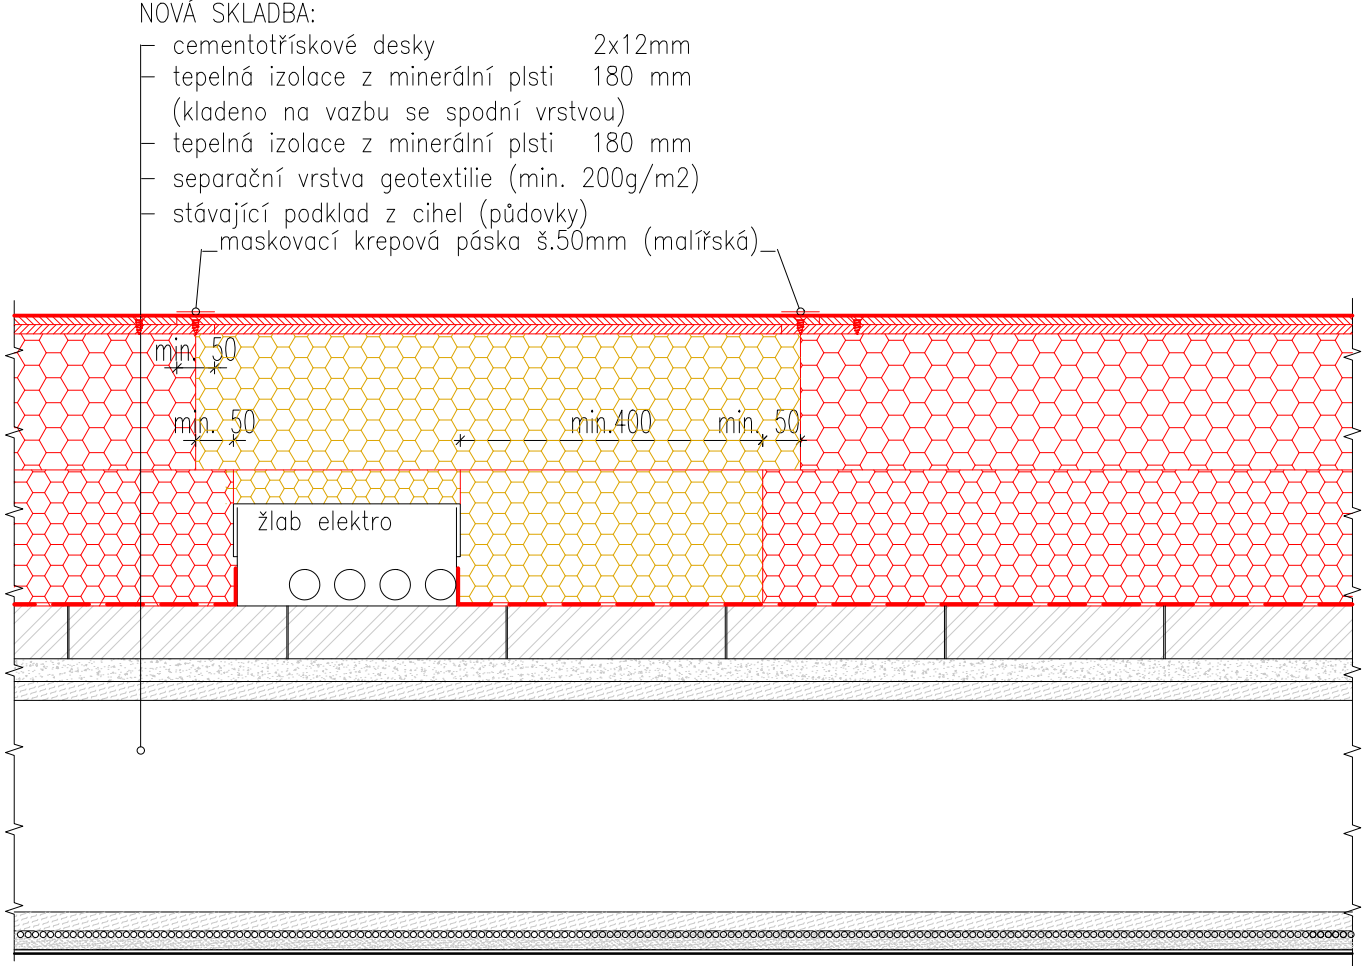 NOVÁ SKLADBA:
cementotřískové desky 2x12mm
tepelná izolace z minerální plsti 180 mm
(kladeno na vazbu se spodní vrstvou)
tepelná izolace z minerální plsti 180 mm
separační vrstva geotextilie (min. 200g/m2)
stávající podklad z cihel (půdovky)
maskovací krepová páska š.50mm (malířská)
min. 50
min. 50
min.400
min. 50
žlab elektro